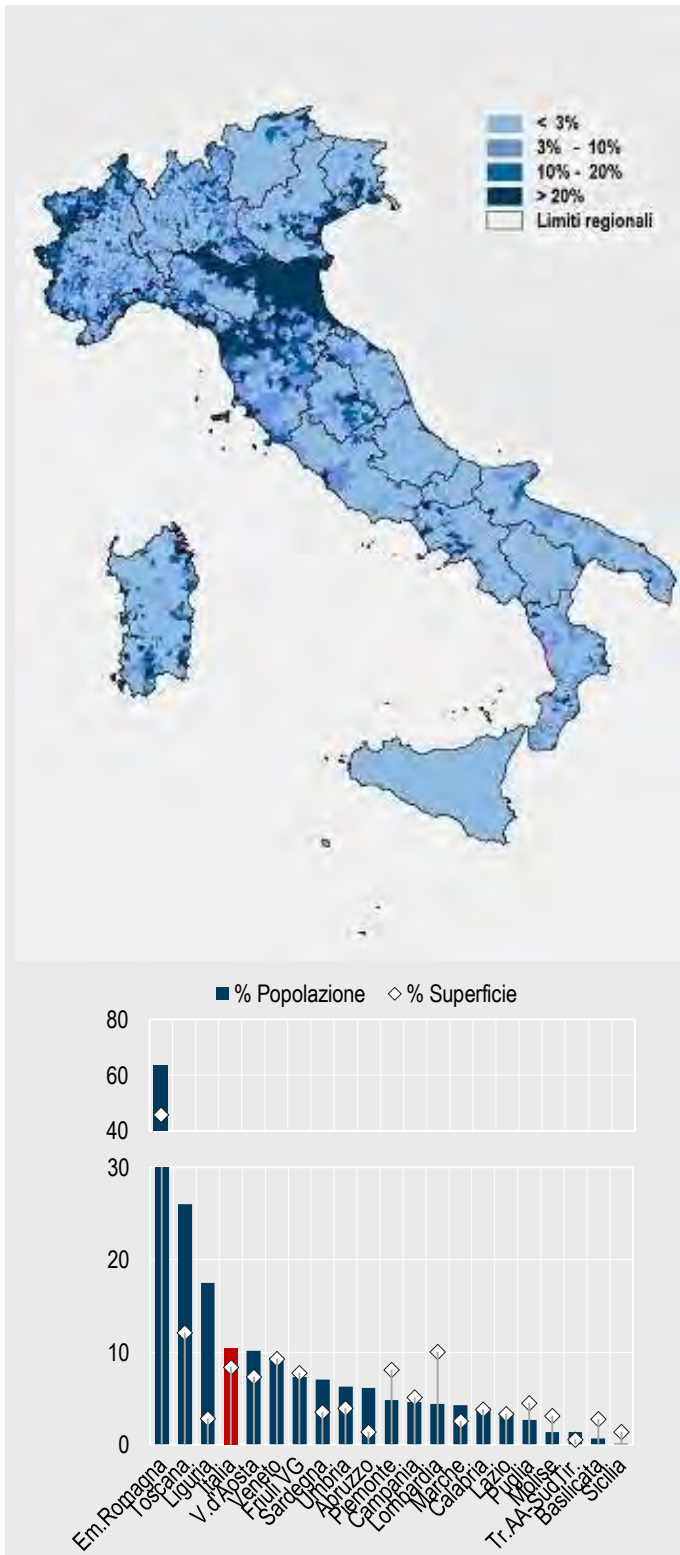 < 3%
3% - 10%
10% - 20%
> 20%
Limiti regionali
% Popolazione % Superficie
80
60
40
30
20
10
0
Em.Romagna
Toscana
Liguria
Italia
V.d'Aosta
Veneto
Friuli VG
Sardegna
Umbria
Abruzzo
Piemonte
Campania
Lombardia
Marche
Calabria
Lazio
Puglia
Molise
Tr.AA-SudTir.
Basilicata
Sicilia